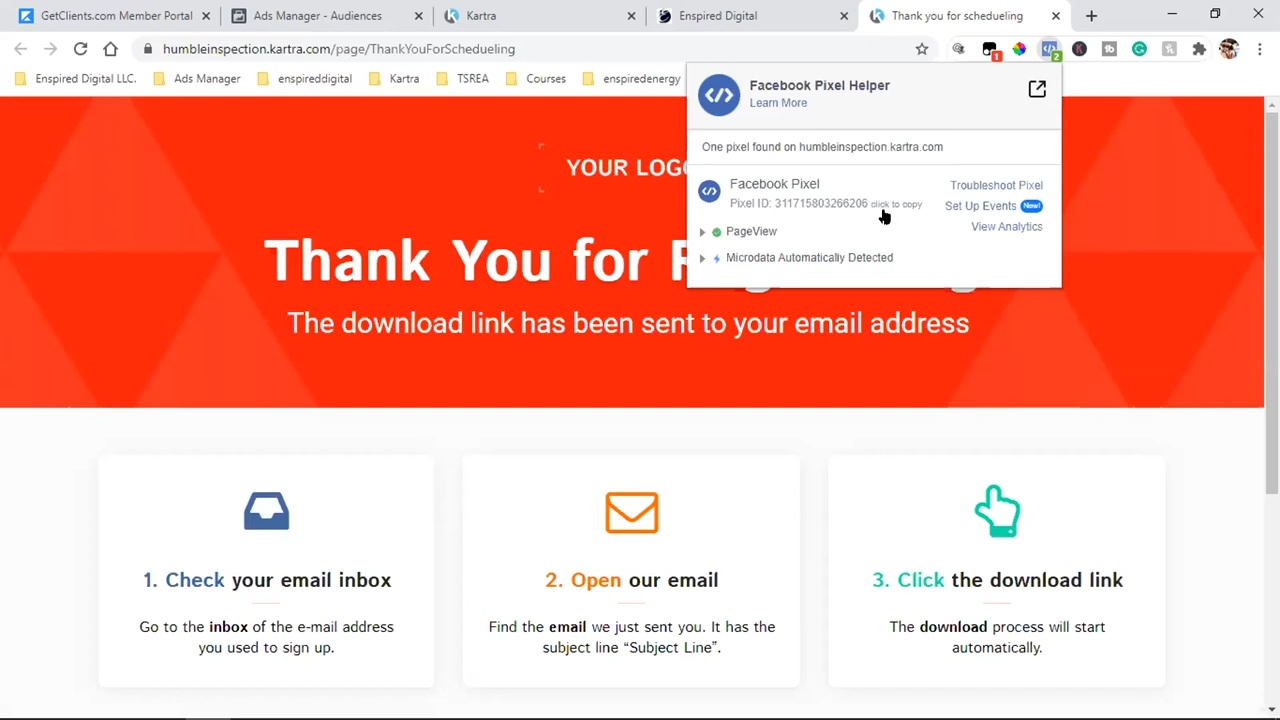 GetClients.com Member Portal
Ads Manager - Audiences
Kartra
Enspired Digital
Thank you for schedueling
humbleinspection.kartra.com/page/ThankYouForSchedueling
1
2
Enspired Digital LLC.
Ads Manager
enspireddigital
Kartra
TSREA
Courses
enspiredenergy
Facebook Pixel Helper
Learn More
One pixel found on humbleinspection.kartra.com
Facebook Pixel
Pixel ID: 311715803266206 click to copy
Troubleshoot Pixel
Set Up Events New!
View Analytics
PageView
Microdata Automatically Detected
YOUR LOG
Thank You for
The download link has been sent to your email address
1. Check your email inbox
Go to the inbox of the e-mail address
you used to sign up.
2. Open our email
Find the email we just sent you. It has the
subject line “Subject Line”.
3. Click the download link
The download process will start
automatically.